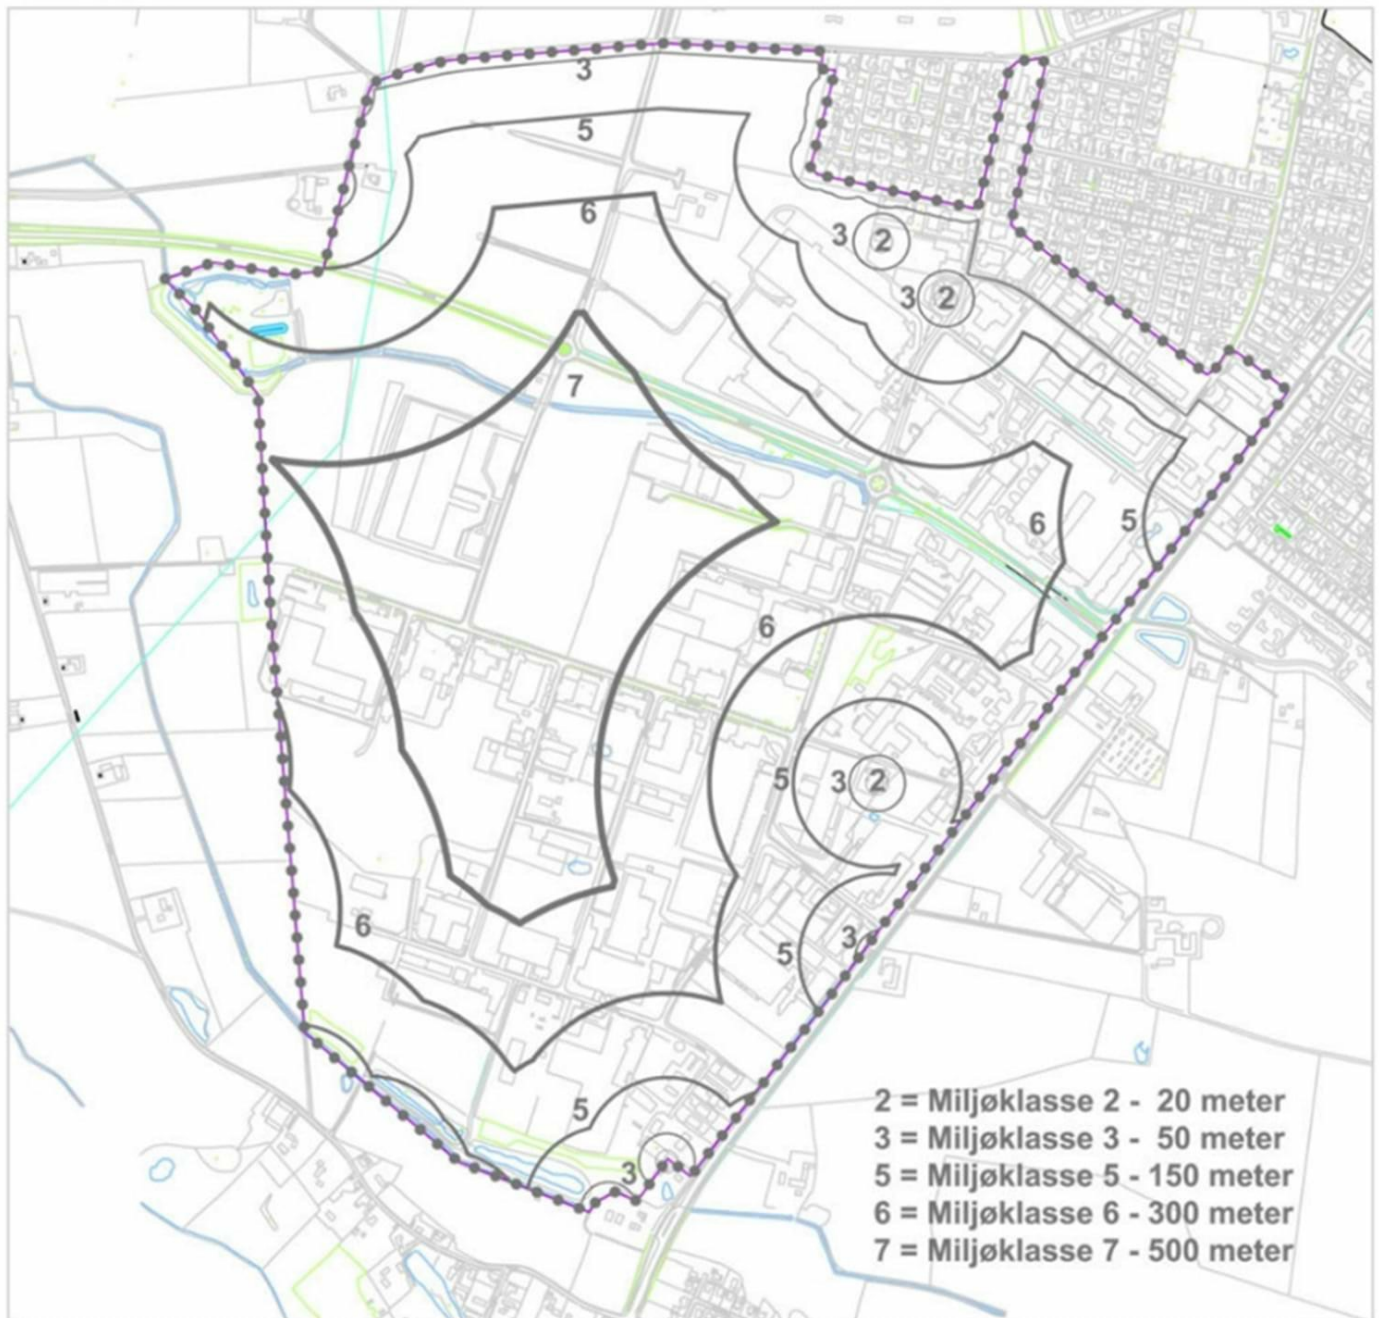 3
5
6
3 2
3 2
7
6 5
6
5 3 2
6
3
5
5
3
2 = Miljøklasse 2 - 20 meter
3 = Miljøklasse 3 - 50 meter
5 = Miljøklasse 5 - 150 meter
6 = Miljøklasse 6 - 300 meter
7 = Miljøklasse 7 - 500 meter